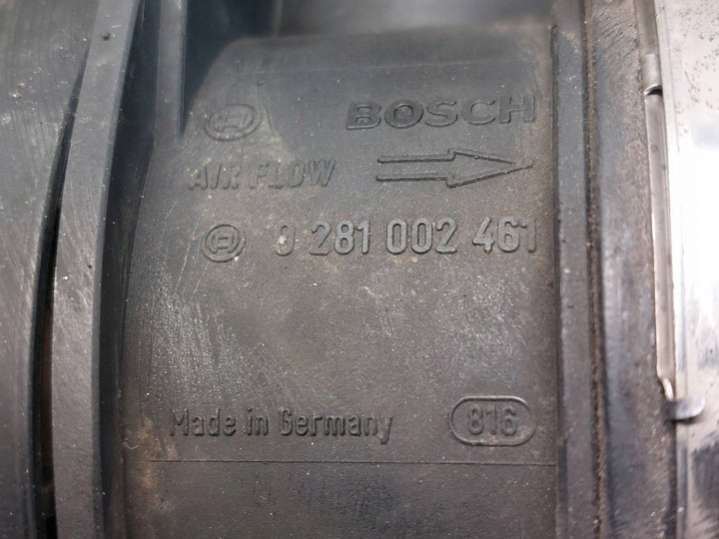 BOSCH
AIR FLOW
0 281 002 461
Made in Germany
816